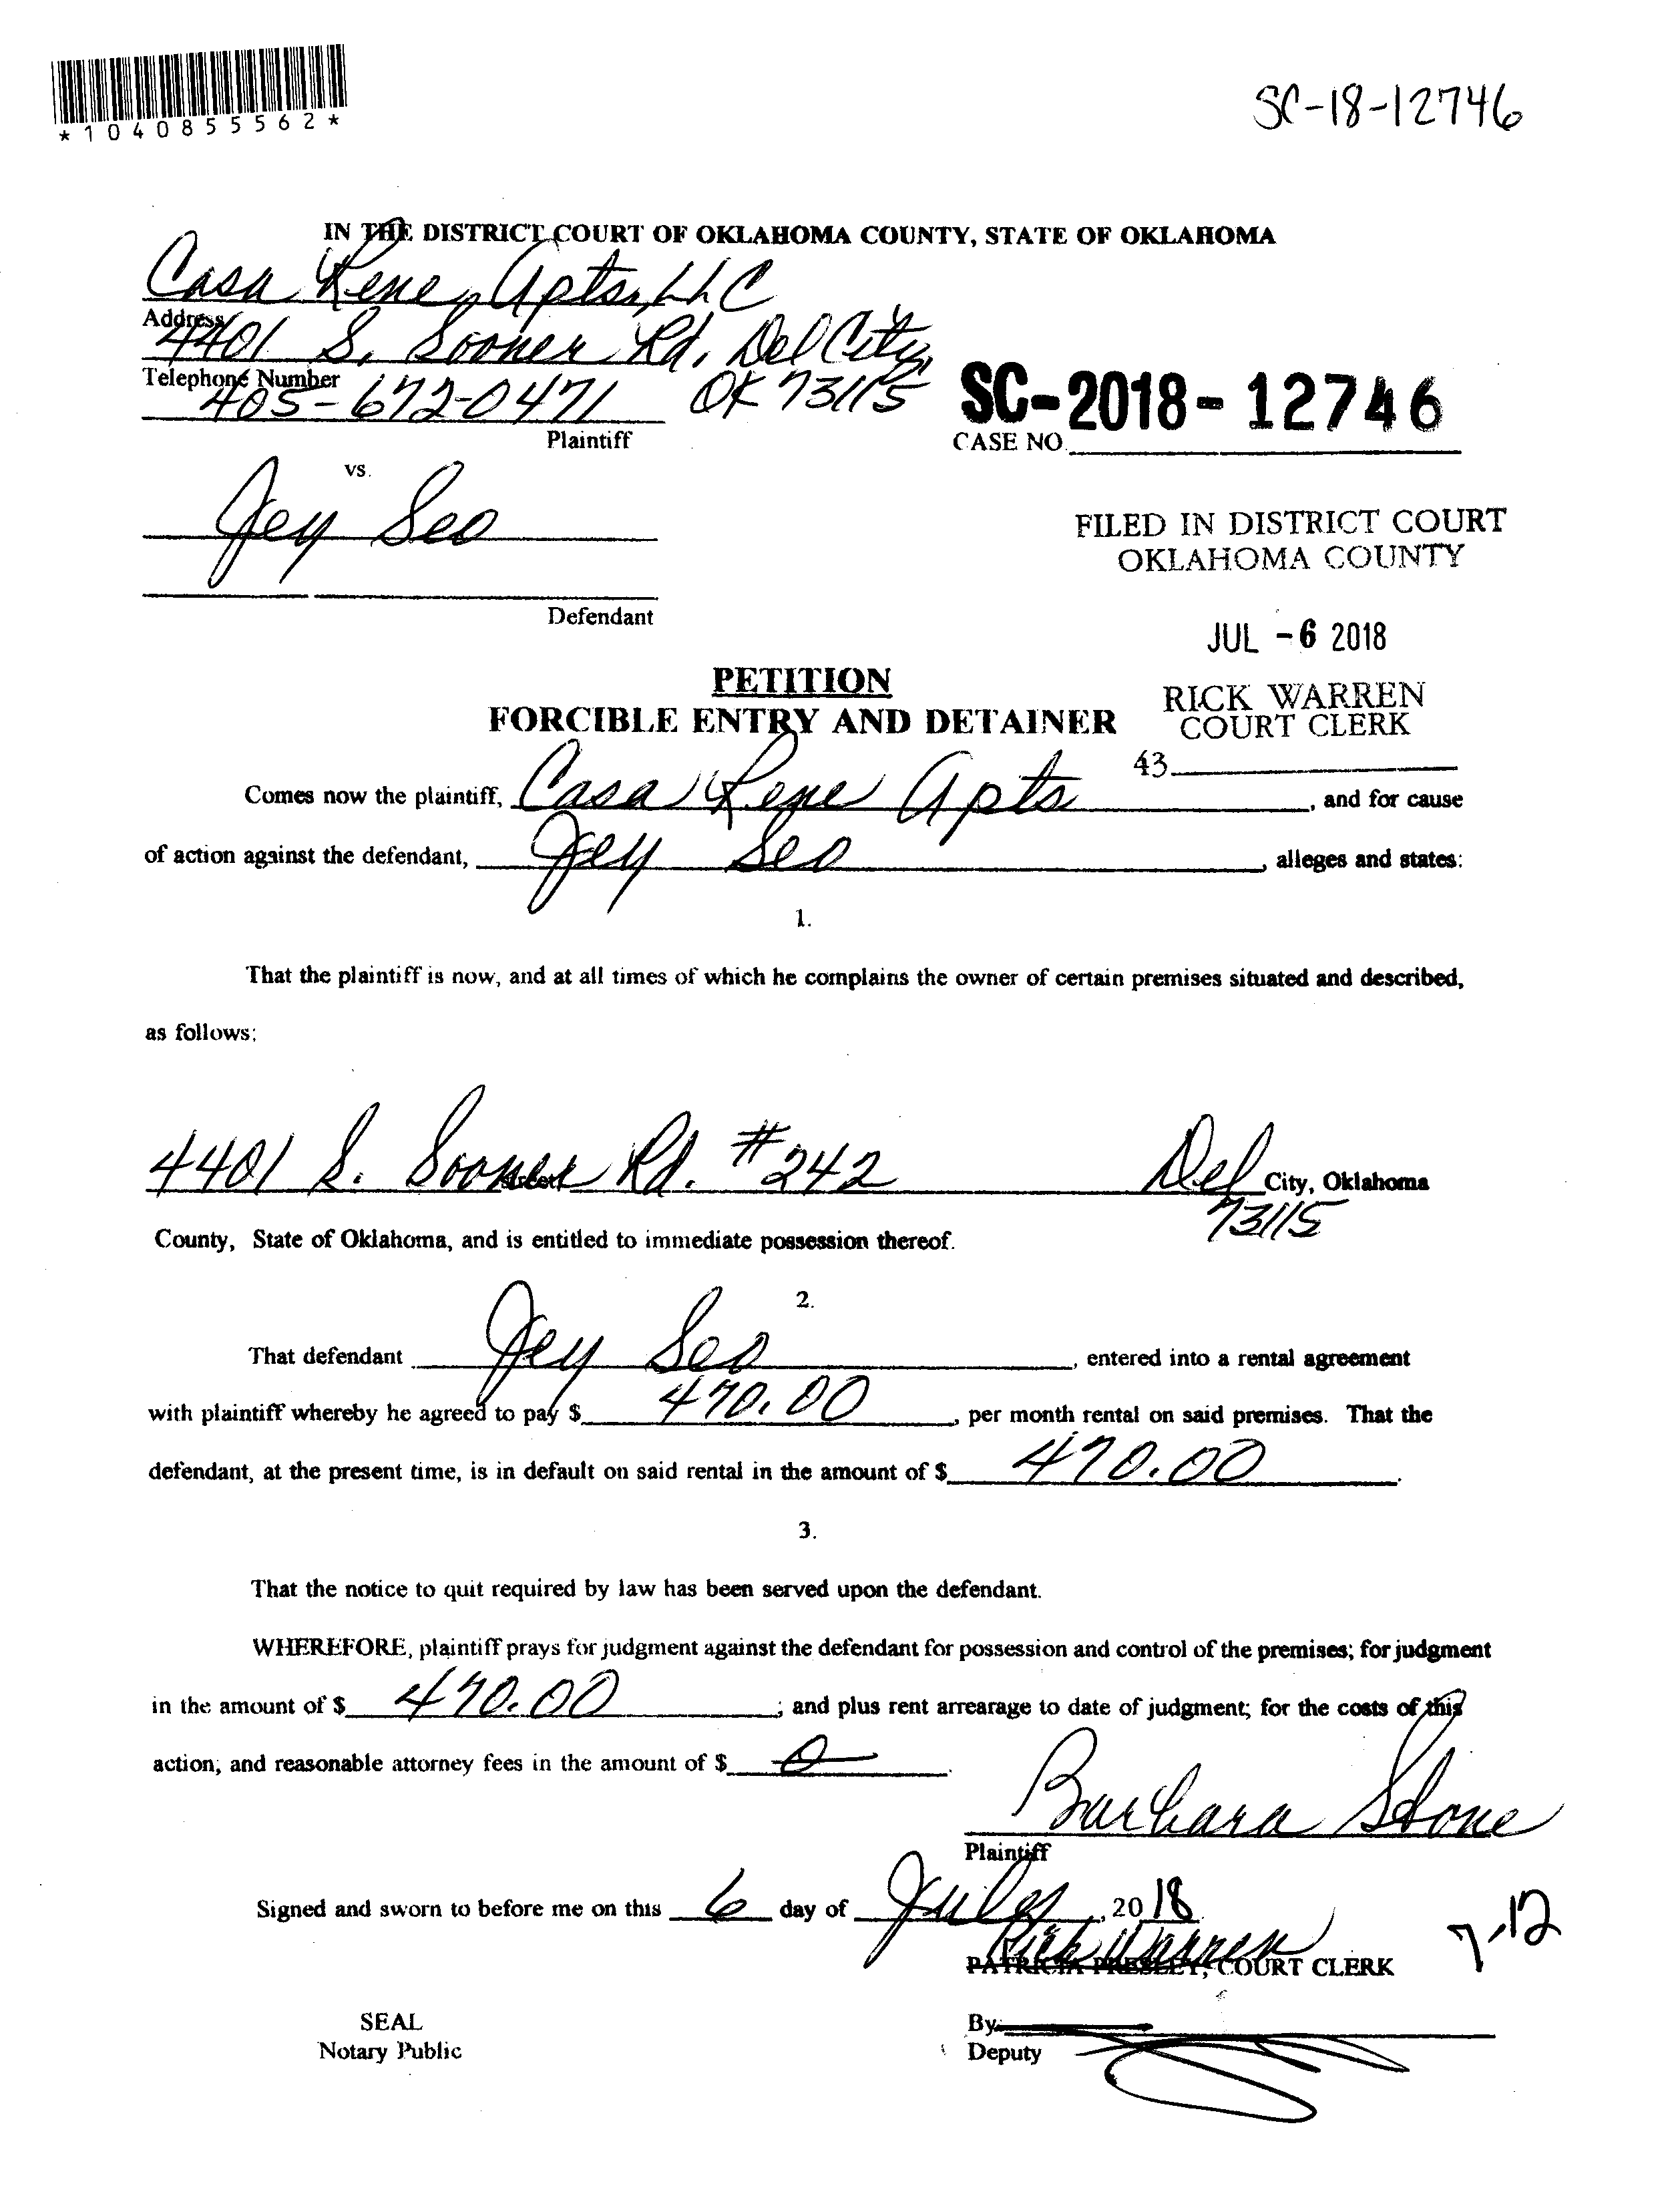 *1040855562*
SC-18-12746
IN THE DISTRICT COURT OF OKLAHOMA COUNTY, STATE OF OKLAHOMA
Casa Rene Apts, LLC
Address
4401 S. Sooner Rd. Del City,
Telephone Number
405-672-0471 OK 73115
Plaintiff
SC-2018-12746
CASE NO.
vs.
Jey Seo
Defendant
FILED IN DISTRICT COURT
OKLAHOMA COUNTY
JUL -6 2018
RICK WARREN
COURT CLERK
43
PETITION
FORCIBLE ENTRY AND DETAINER
Comes now the plaintiff, Casa Rene Apts, and for cause
of action against the defendant, Jey Seo, alleges and states:
1.
That the plaintiff is now, and at all times of which he complains the owner of certain premises situated and described,
as follows:
4401 S. Sooner Rd. #242 Del City, Oklahoma
73115
County, State of Oklahoma, and is entitled to immediate possession thereof.
2.
That defendant Jey Seo, entered into a rental agreement
with plaintiff whereby he agreed to pay $ 470.00, per month rental on said premises. That the
defendant, at the present time, is in default on said rental in the amount of $ 470.00.
3.
That the notice to quit required by law has been served upon the defendant.
WHEREFORE, plaintiff prays for judgment against the defendant for possession and control of the premises; for judgment
in the amount of $ 470.00; and plus rent arrearage to date of judgment; for the costs of this
action; and reasonable attorney fees in the amount of $ 0.
Barbara Stone
Plaintiff
Signed and sworn to before me on this 6 day of July, 2018
Rick Warren
PATRICIA PRESLEY, COURT CLERK
7-12
SEAL
Notary Public
By
Deputy